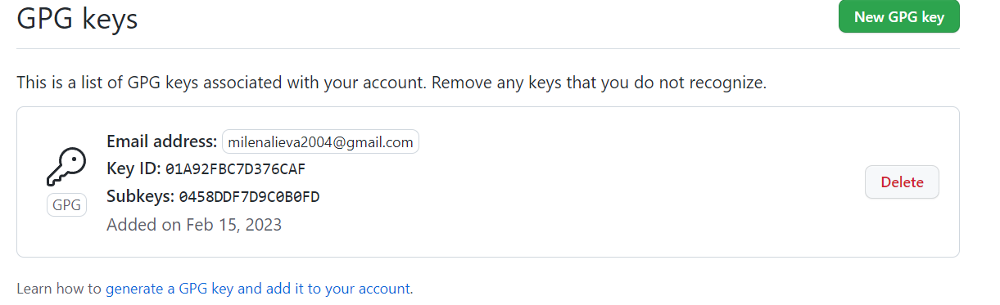 GPG keys
New GPG key
This is a list of GPG keys associated with your account. Remove any keys that you do not recognize.
Email address: milenalieva2004@gmail.com
Key ID: 01A92FBC7D376CAF
GPG
Subkeys: 0458DDF7D9C0B0FD
Added on Feb 15, 2023
Delete
Learn how to generate a GPG key and add it to your account.